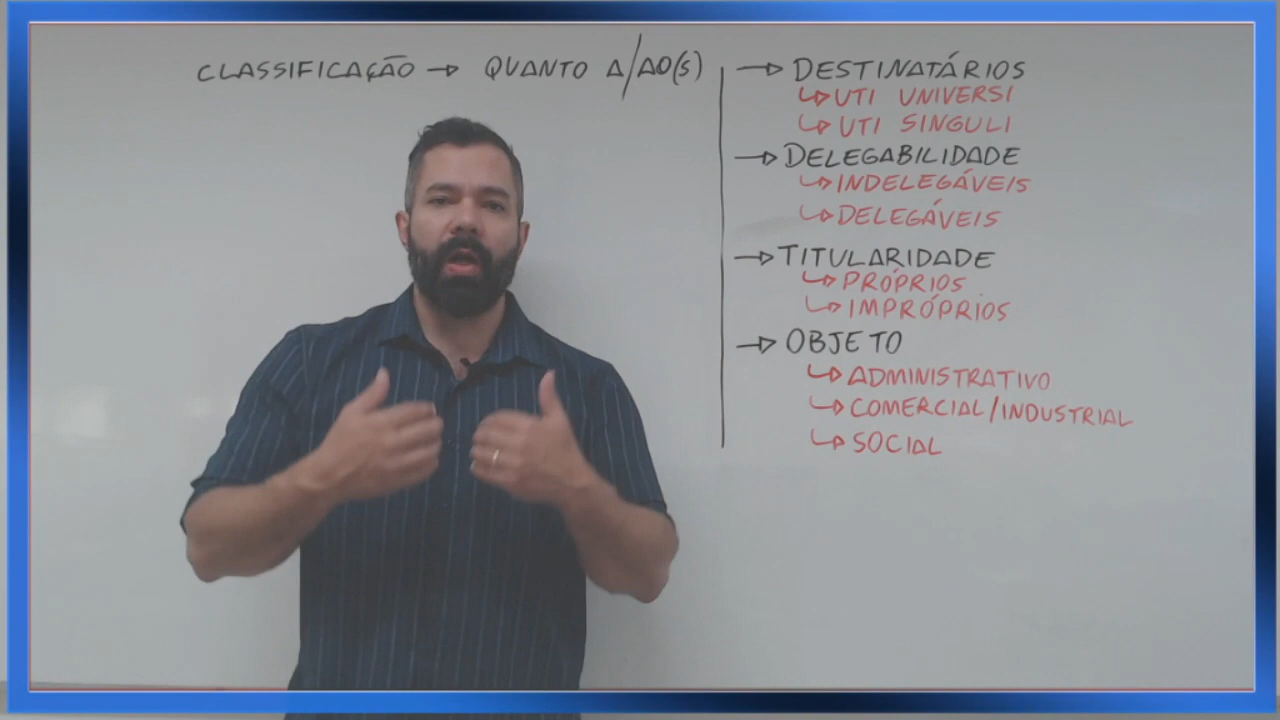 CLASSIFICAÇÃO → QUANTO A/AO(S)
→ DESTINATÁRIOS
↳ UTI UNIVERSI
↳ UTI SINGULI
→ DELEGABILIDADE
↳ INDELEGÁVEIS
↳ DELEGÁVEIS
→ TITULARIDADE
↳ PRÓPRIOS
↳ IMPRÓPRIOS
→ OBJETO
↳ ADMINISTRATIVO
↳ COMERCIAL/INDUSTRIAL
↳ SOCIAL